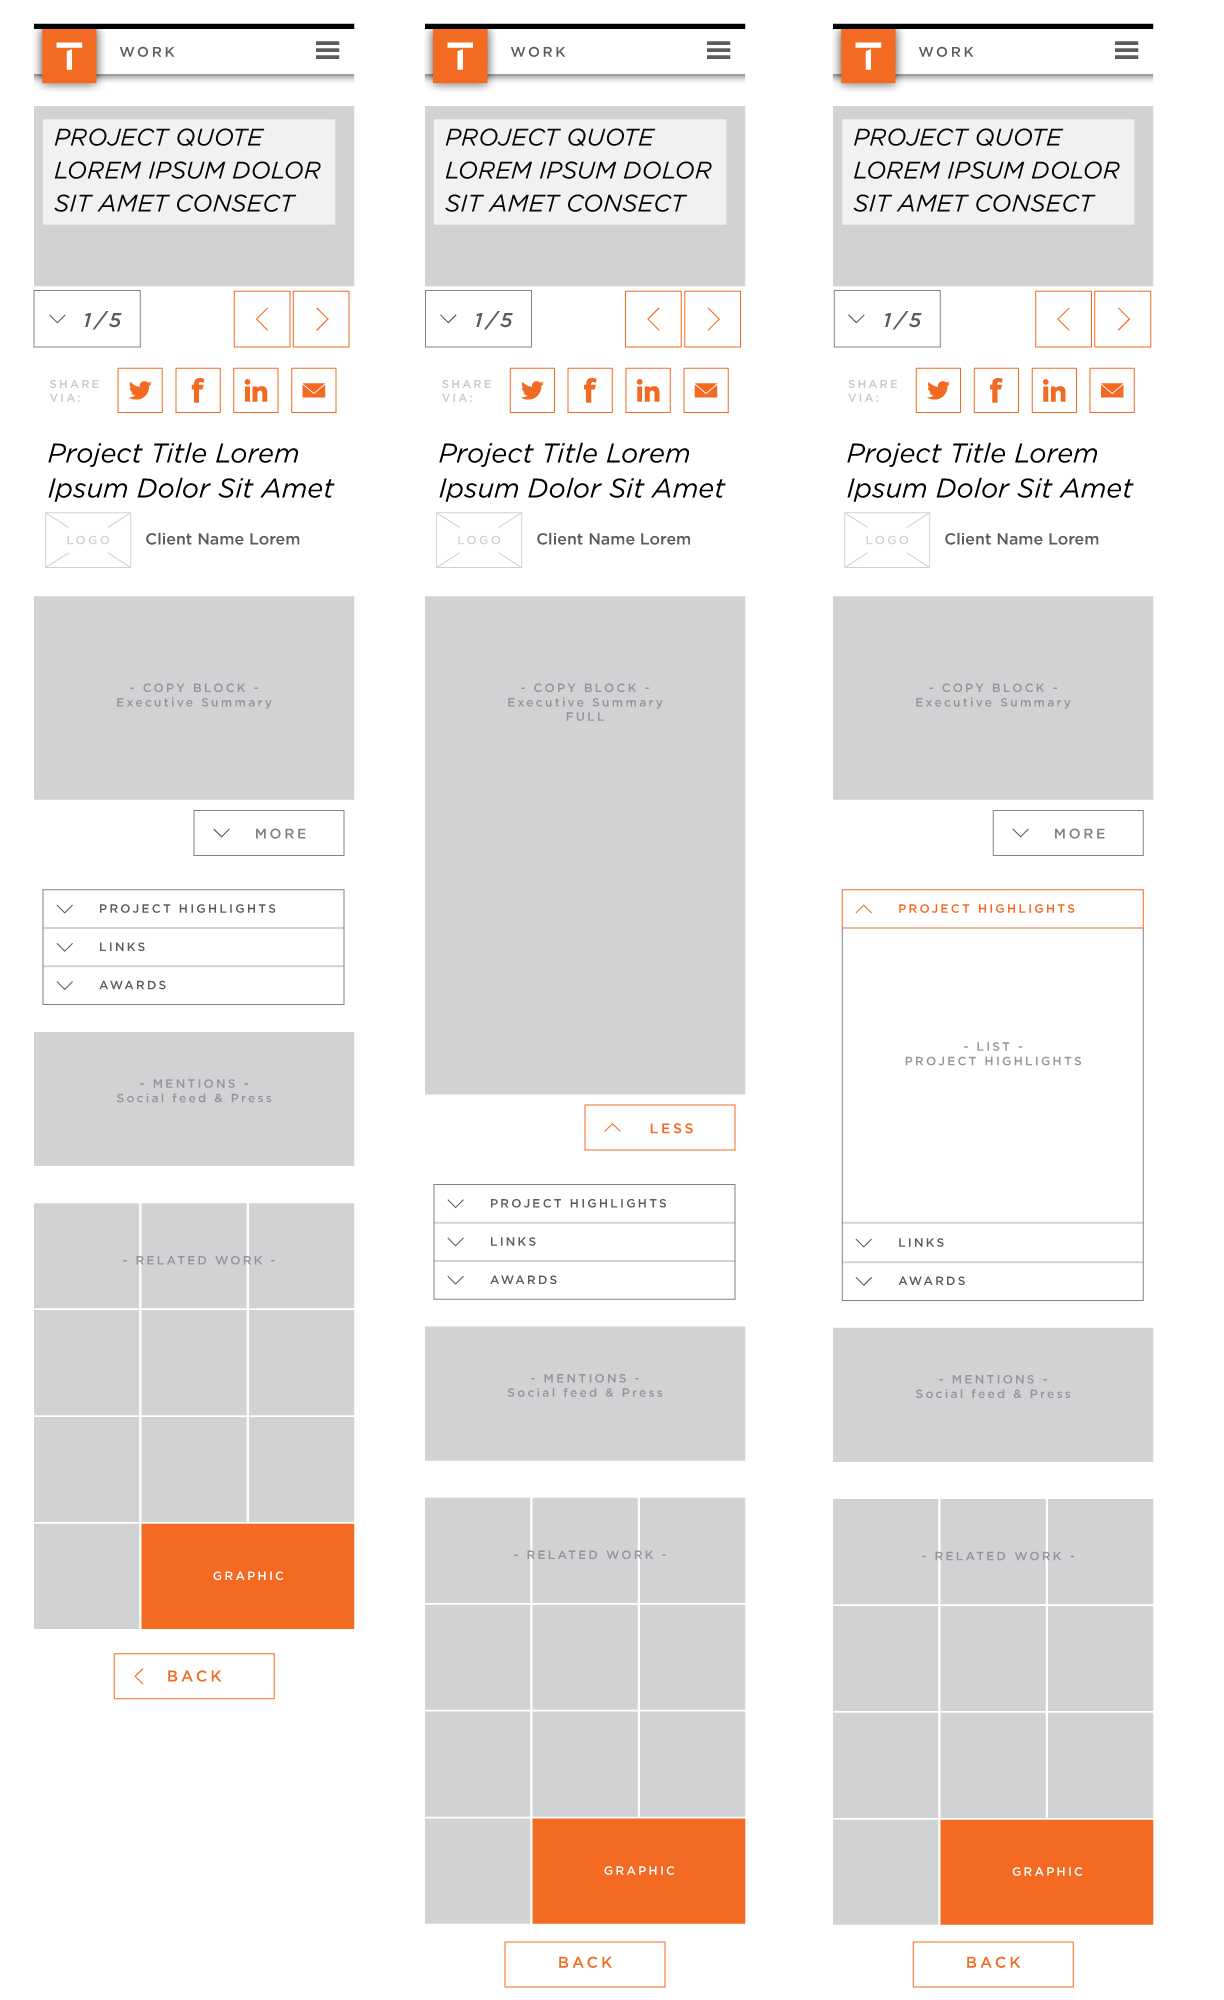 T
WORK
PROJECT QUOTE
LOREM IPSUM DOLOR
SIT AMET CONSECT
1/5
SHARE
VIA:
Project Title Lorem
Ipsum Dolor Sit Amet
LOGO
Client Name Lorem
- COPY BLOCK -
Executive Summary
MORE
PROJECT HIGHLIGHTS
LINKS
AWARDS
- MENTIONS -
Social feed & Press
- RELATED WORK -
GRAPHIC
BACK
T
WORK
PROJECT QUOTE
LOREM IPSUM DOLOR
SIT AMET CONSECT
1/5
SHARE
VIA:
Project Title Lorem
Ipsum Dolor Sit Amet
LOGO
Client Name Lorem
- COPY BLOCK -
Executive Summary
FULL
LESS
PROJECT HIGHLIGHTS
LINKS
AWARDS
- MENTIONS -
Social feed & Press
- RELATED WORK -
GRAPHIC
BACK
T
WORK
PROJECT QUOTE
LOREM IPSUM DOLOR
SIT AMET CONSECT
1/5
SHARE
VIA:
Project Title Lorem
Ipsum Dolor Sit Amet
LOGO
Client Name Lorem
- COPY BLOCK -
Executive Summary
MORE
PROJECT HIGHLIGHTS
- LIST -
PROJECT HIGHLIGHTS
LINKS
AWARDS
- MENTIONS -
Social feed & Press
- RELATED WORK -
GRAPHIC
BACK